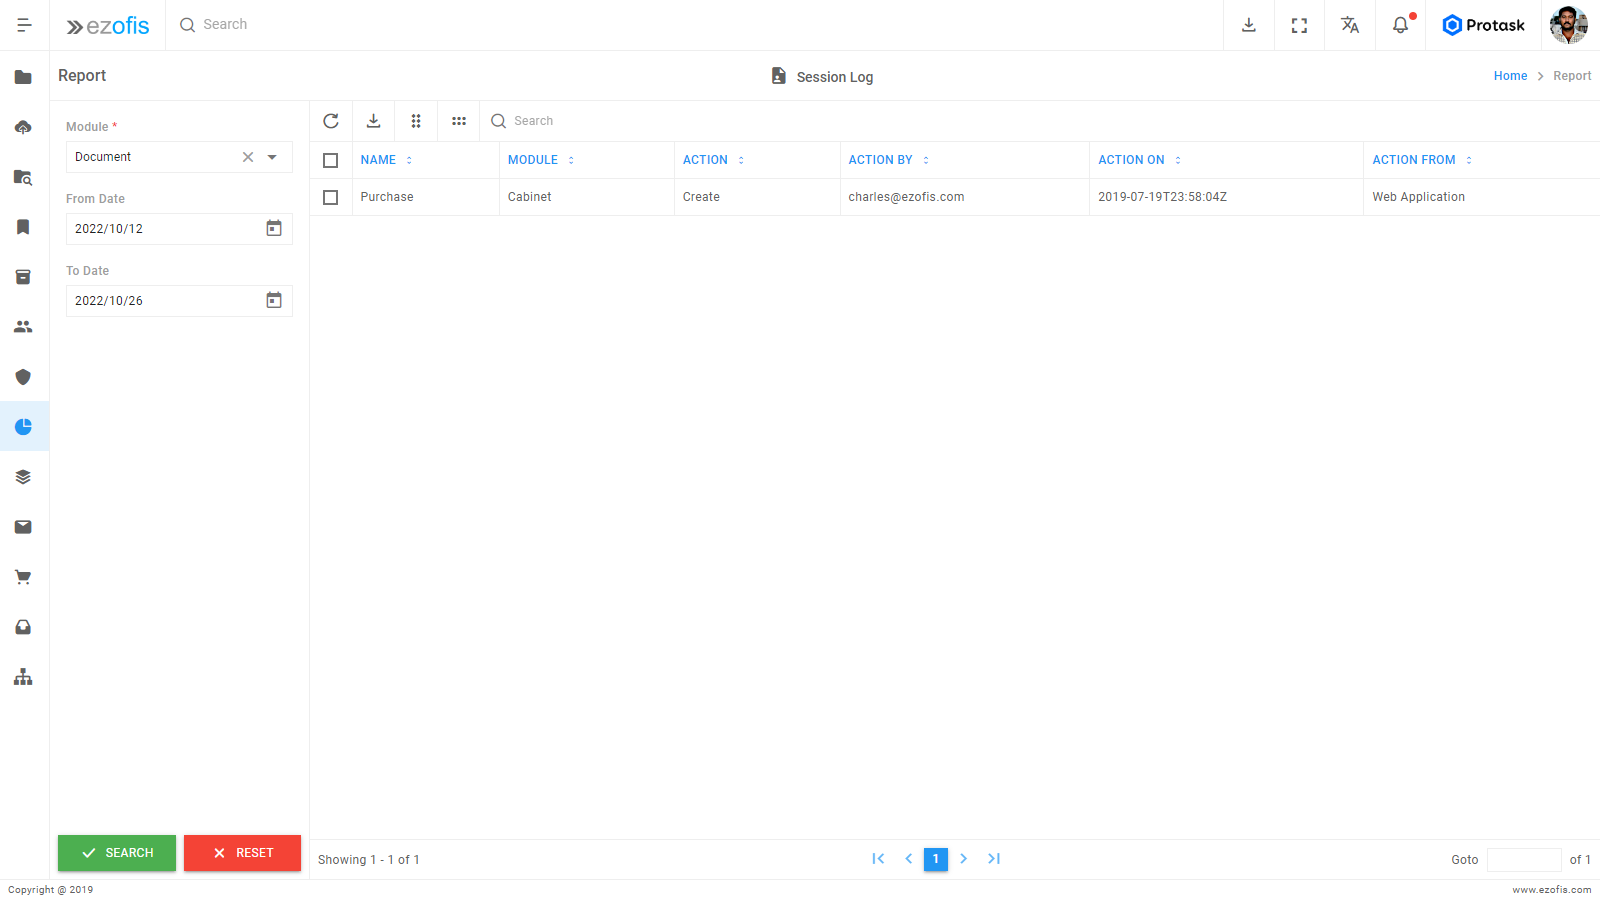 ezofis
Search
Protask
Report
Session Log
Home
Report
Module *
Document
From Date
2022/10/12
To Date
2022/10/26
Search
NAME MODULE ACTION ACTION BY ACTION ON ACTION FROM
Purchase Cabinet Create charles@ezofis.com 2019-07-19T23:58:04Z Web Application
SEARCH
RESET
Showing 1 - 1 of 1
1
Goto of 1
Copyright @ 2019
www.ezofis.com